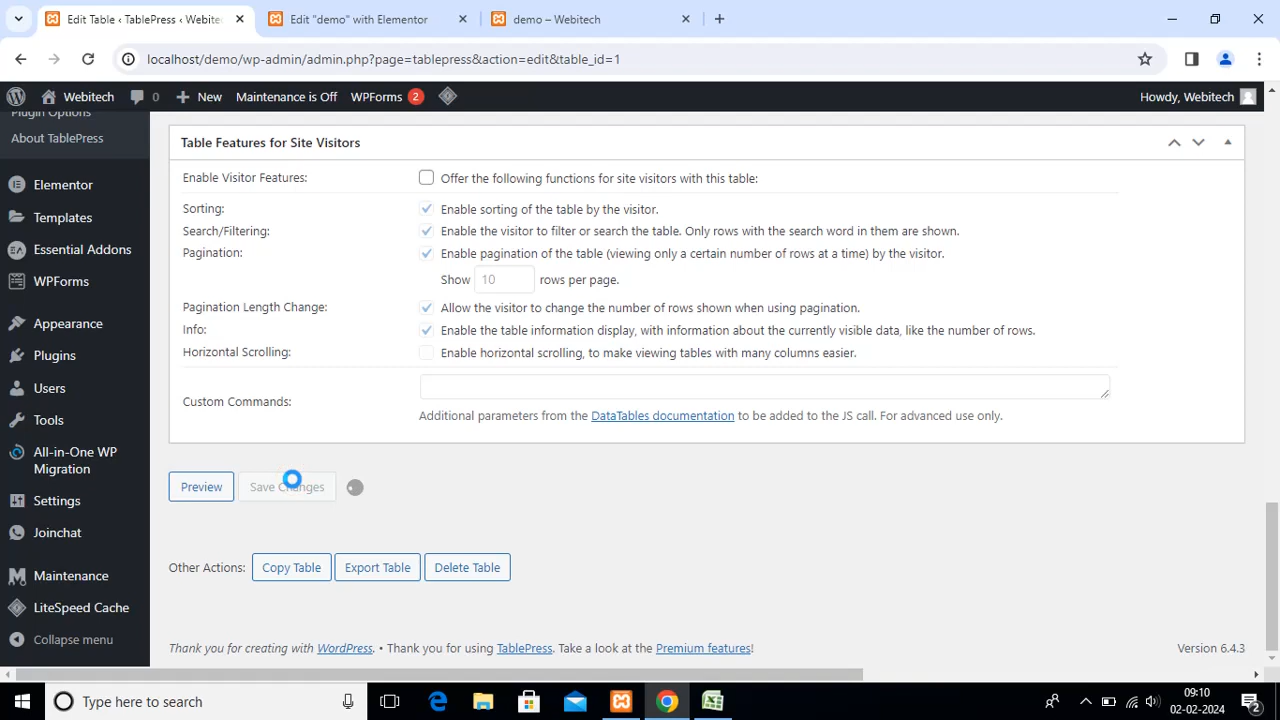 Edit Table ‹ TablePress ‹ Webite
Edit "demo" with Elementor
demo – Webitech
localhost/demo/wp-admin/admin.php?page=tablepress&action=edit&table_id=1
Webitech
0
New
Maintenance is Off
WPForms
2
Howdy, Webitech
Plugin Options
About TablePress
Elementor
Templates
Essential Addons
WPForms
Appearance
Plugins
Users
Tools
All-in-One WP
Migration
Settings
Joinchat
Maintenance
LiteSpeed Cache
Collapse menu
Table Features for Site Visitors
Enable Visitor Features:
Offer the following functions for site visitors with this table:
Sorting:
Enable sorting of the table by the visitor.
Search/Filtering:
Enable the visitor to filter or search the table. Only rows with the search word in them are shown.
Pagination:
Enable pagination of the table (viewing only a certain number of rows at a time) by the visitor.
Show 10 rows per page.
Pagination Length Change:
Allow the visitor to change the number of rows shown when using pagination.
Info:
Enable the table information display, with information about the currently visible data, like the number of rows.
Horizontal Scrolling:
Enable horizontal scrolling, to make viewing tables with many columns easier.
Custom Commands:
Additional parameters from the DataTables documentation to be added to the JS call. For advanced use only.
Preview
Save Changes
Other Actions:
Copy Table
Export Table
Delete Table
Thank you for creating with WordPress. • Thank you for using TablePress. Take a look at the Premium features!
Version 6.4.3
Type here to search
09:10
02-02-2024
2